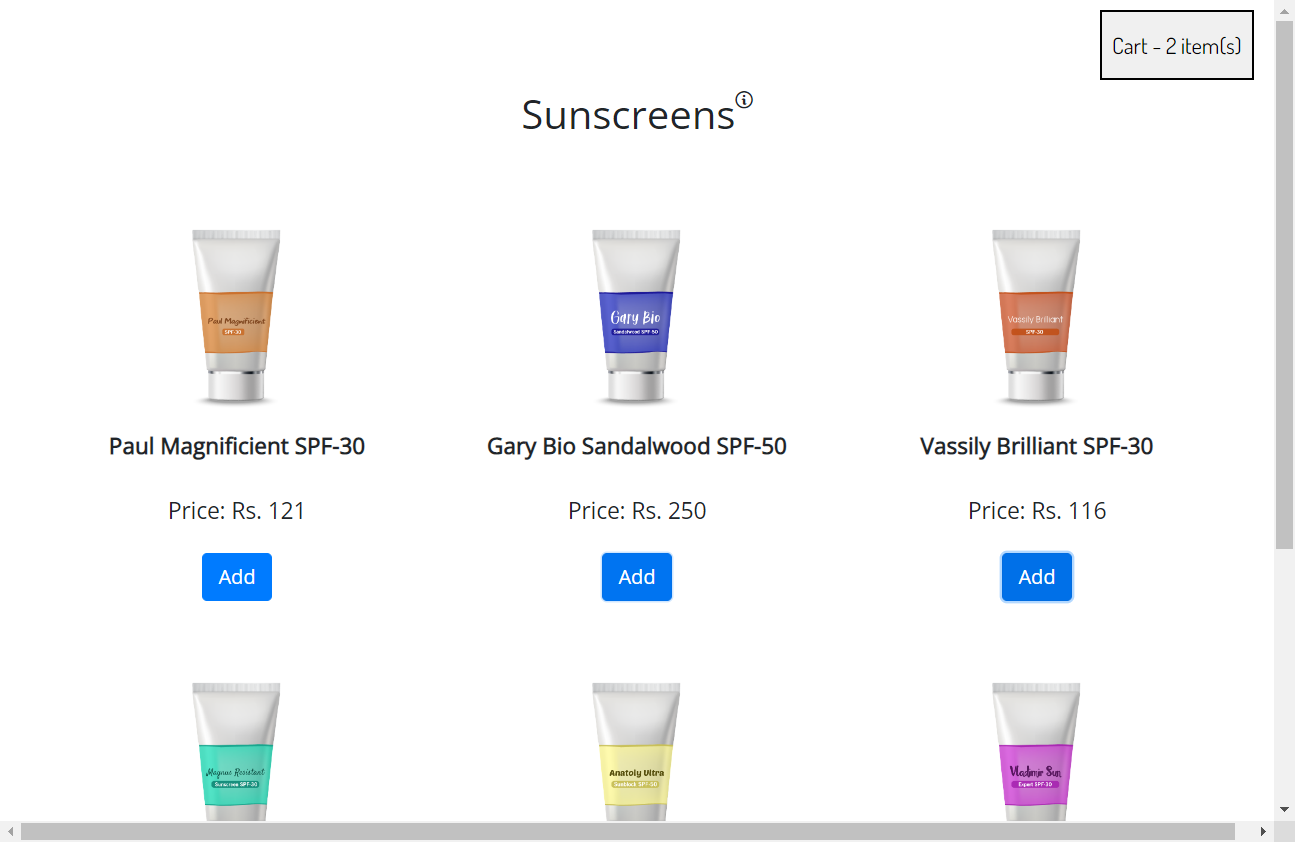 Cart - 2 item(s)
Sunscreens
Paul Magnificient
SPF-30
Gary Bio
Sandalwood SPF-50
Vassily Brilliant
SPF-30
Paul Magnificient SPF-30
Gary Bio Sandalwood SPF-50
Vassily Brilliant SPF-30
Price: Rs. 121
Price: Rs. 250
Price: Rs. 116
Add
Add
Add
Magnus Resistant
Sunscreen SPF-30
Anatoly Ultra
Sunblock SPF-50
Vladimir Sun
Expert SPF-30